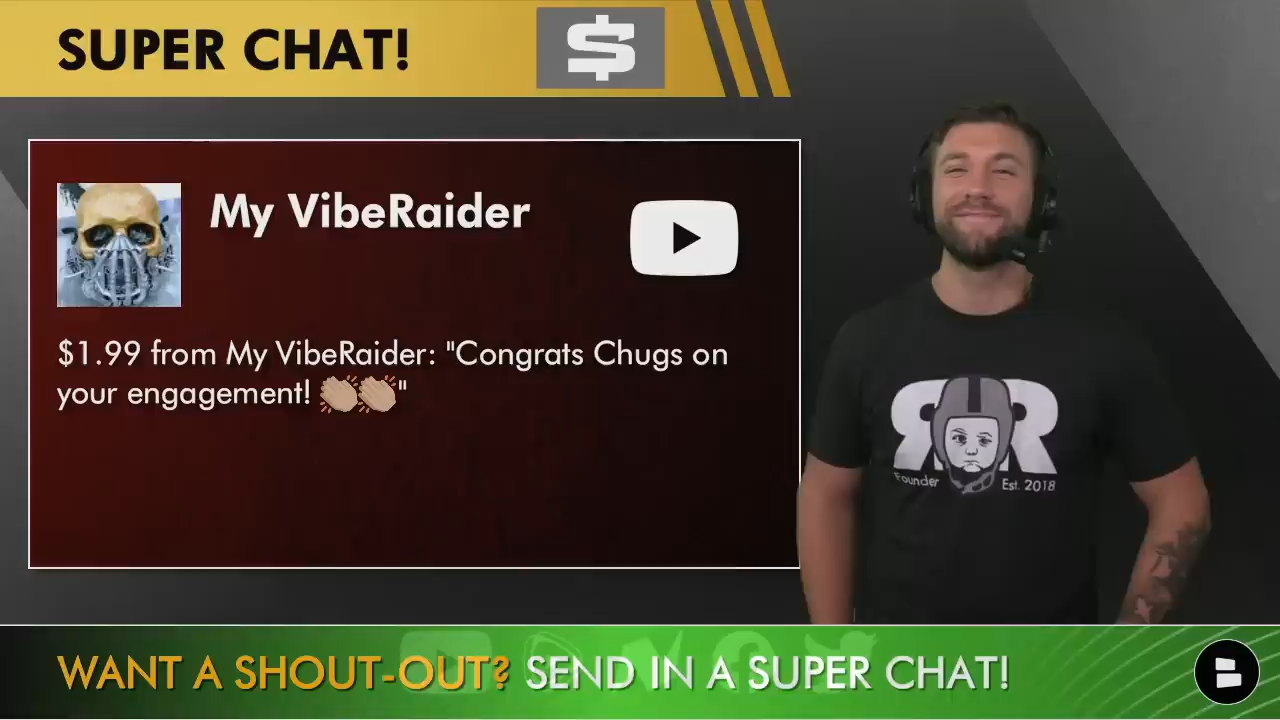 SUPER CHAT!
My VibeRaider
$1.99 from My VibeRaider: "Congrats Chugs on
your engagement! 👏🏼👏🏼"
RR
Founder
Est. 2018
WANT A SHOUT-OUT? SEND IN A SUPER CHAT!